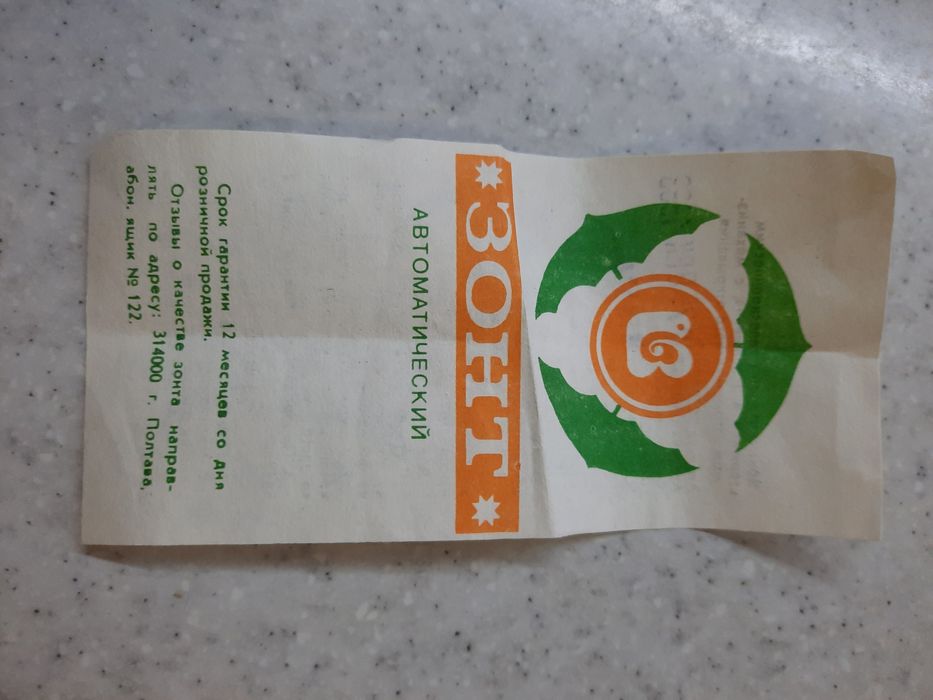 ЗОНТ
АВТОМАТИЧЕСКИЙ
Срок гарантии 12 месяцев со дня
розничной продажи.
Отзывы о качестве зонта направ-
лять по адресу: 314000 г. Полтава,
абон. ящик № 122.